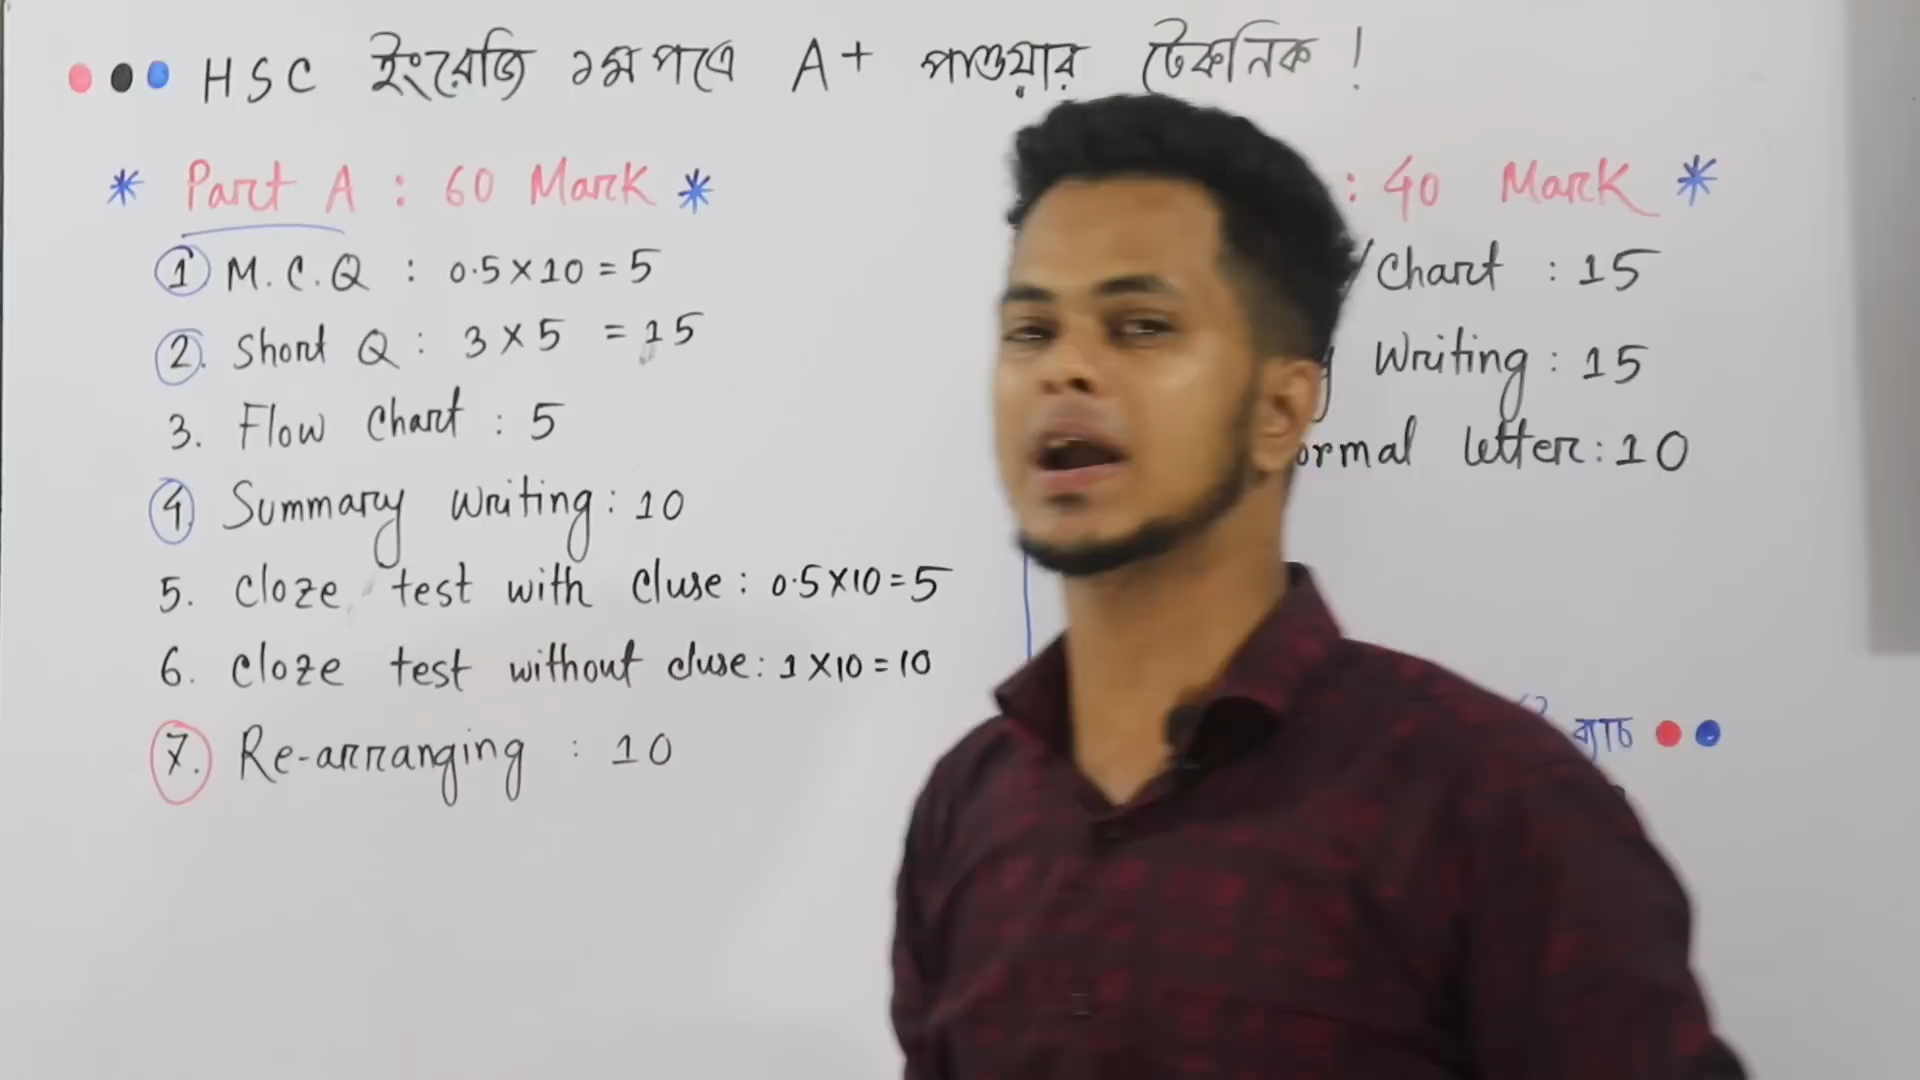 HSC ইংরেজি ১ম পত্রে A+ পাওয়ার টেকনিক !
* Part A : 60 Mark *
1 M.C.Q : 0.5×10 = 5
2. Short Q : 3×5 = 15
3. Flow Chart : 5
4. Summary Writing : 10
5. Cloze test with cluse : 0.5×10=5
6. Cloze test without cluse : 1×10=10
7. Re-arranging : 10
: 40 Mark *
/Chart : 15
Writing : 15
ormal letter : 10
ব্যাচ